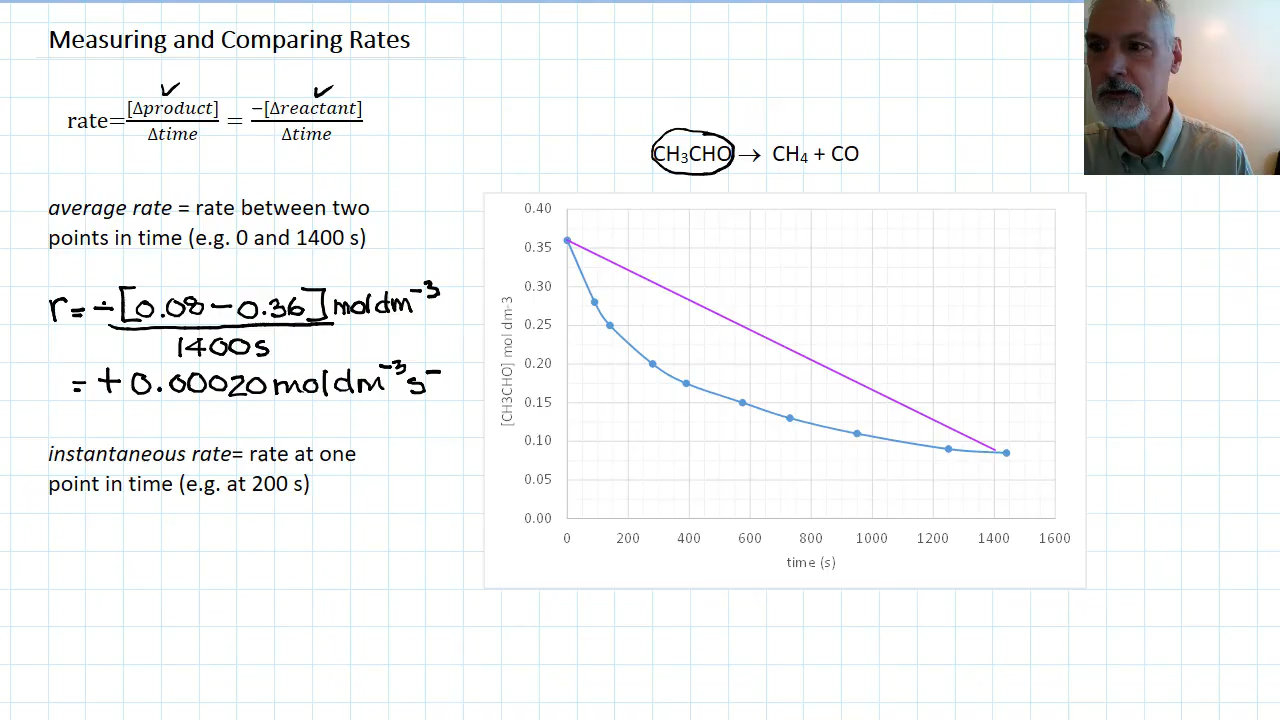 Measuring and Comparing Rates
rate=[Δproduct]/Δtime = −[Δreactant]/Δtime
CH₃CHO → CH₄ + CO
average rate = rate between two
points in time (e.g. 0 and 1400 s)
r = −[0.08 − 0.36] mol dm⁻³
1400 s
= + 0.00020 mol dm⁻³ s⁻
instantaneous rate= rate at one
point in time (e.g. at 200 s)
[CH3CHO] mol dm-3
0.40
0.35
0.30
0.25
0.20
0.15
0.10
0.05
0.00
0 200 400 600 800 1000 1200 1400 1600
time (s)